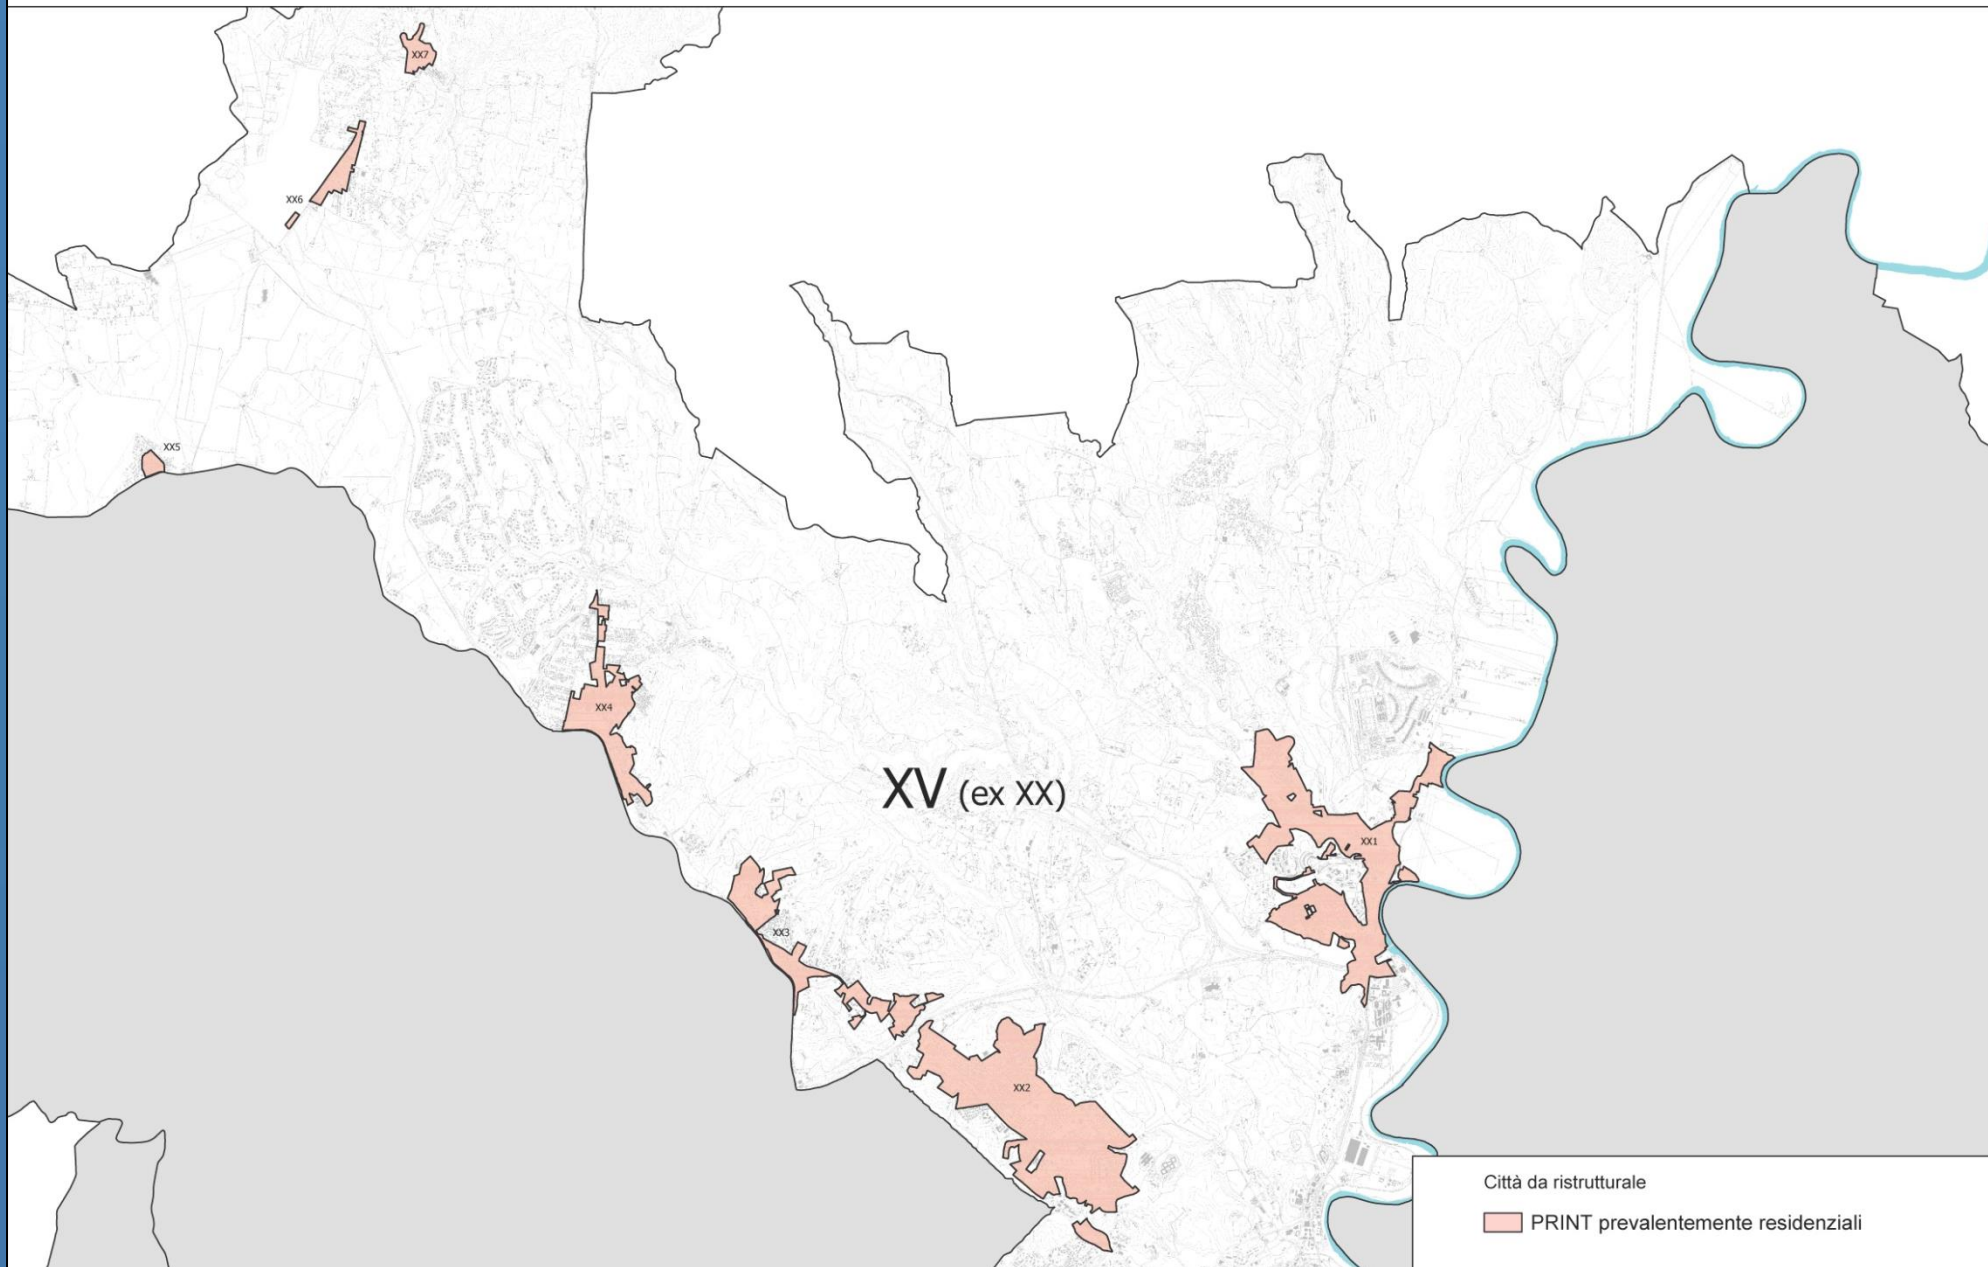 XX7
XX6
XX5
XX4
XV (ex XX)
XX1
XX3
XX2
Città da ristrutturale
PRINT prevalentemente residenziali